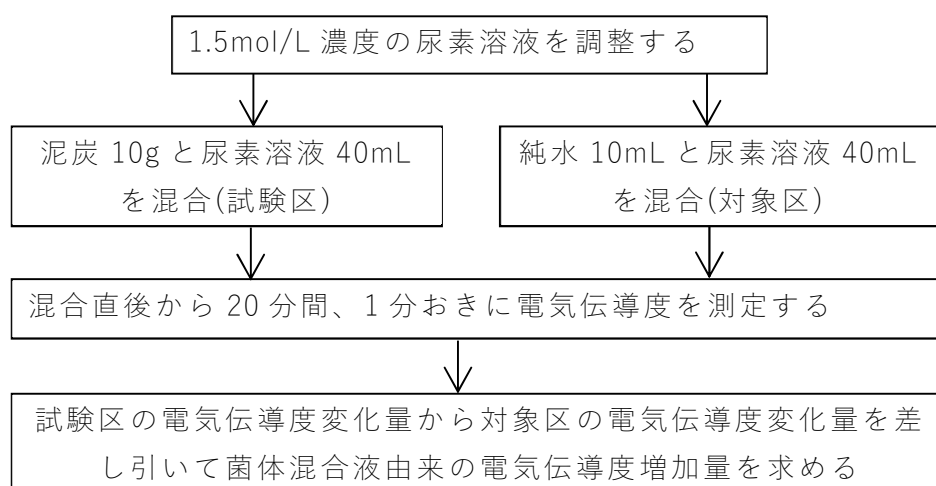 1.5mol/L 濃度の尿素溶液を調整する
泥炭 10g と尿素溶液 40mL
を混合(試験区)
純水 10mL と尿素溶液 40mL
を混合(対象区)
混合直後から 20 分間、1 分おきに電気伝導度を測定する
試験区の電気伝導度変化量から対象区の電気伝導度変化量を差
し引いて菌体混合液由来の電気伝導度増加量を求める